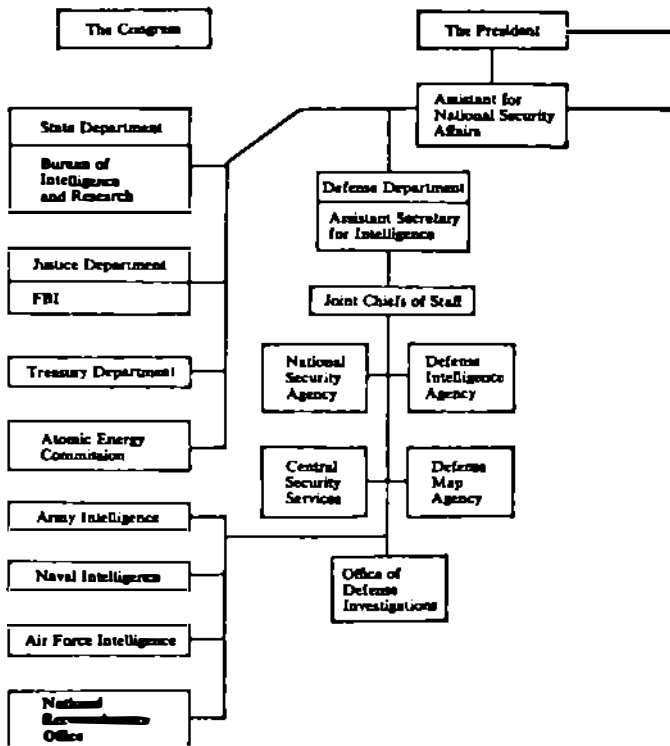 The Congress
The President
Assistant for
National Security
Affairs
State Department
Bureau of
Intelligence
and Research
Defense Department
Assistant Secretary
for Intelligence
Justice Department
FBI
Joint Chiefs of Staff
Treasury Department
National
Security
Agency
Defense
Intelligence
Agency
Atomic Energy
Commission
Central
Security
Services
Defense
Map
Agency
Army Intelligence
Naval Intelligence
Office of
Defense
Investigations
Air Force Intelligence
National
Office